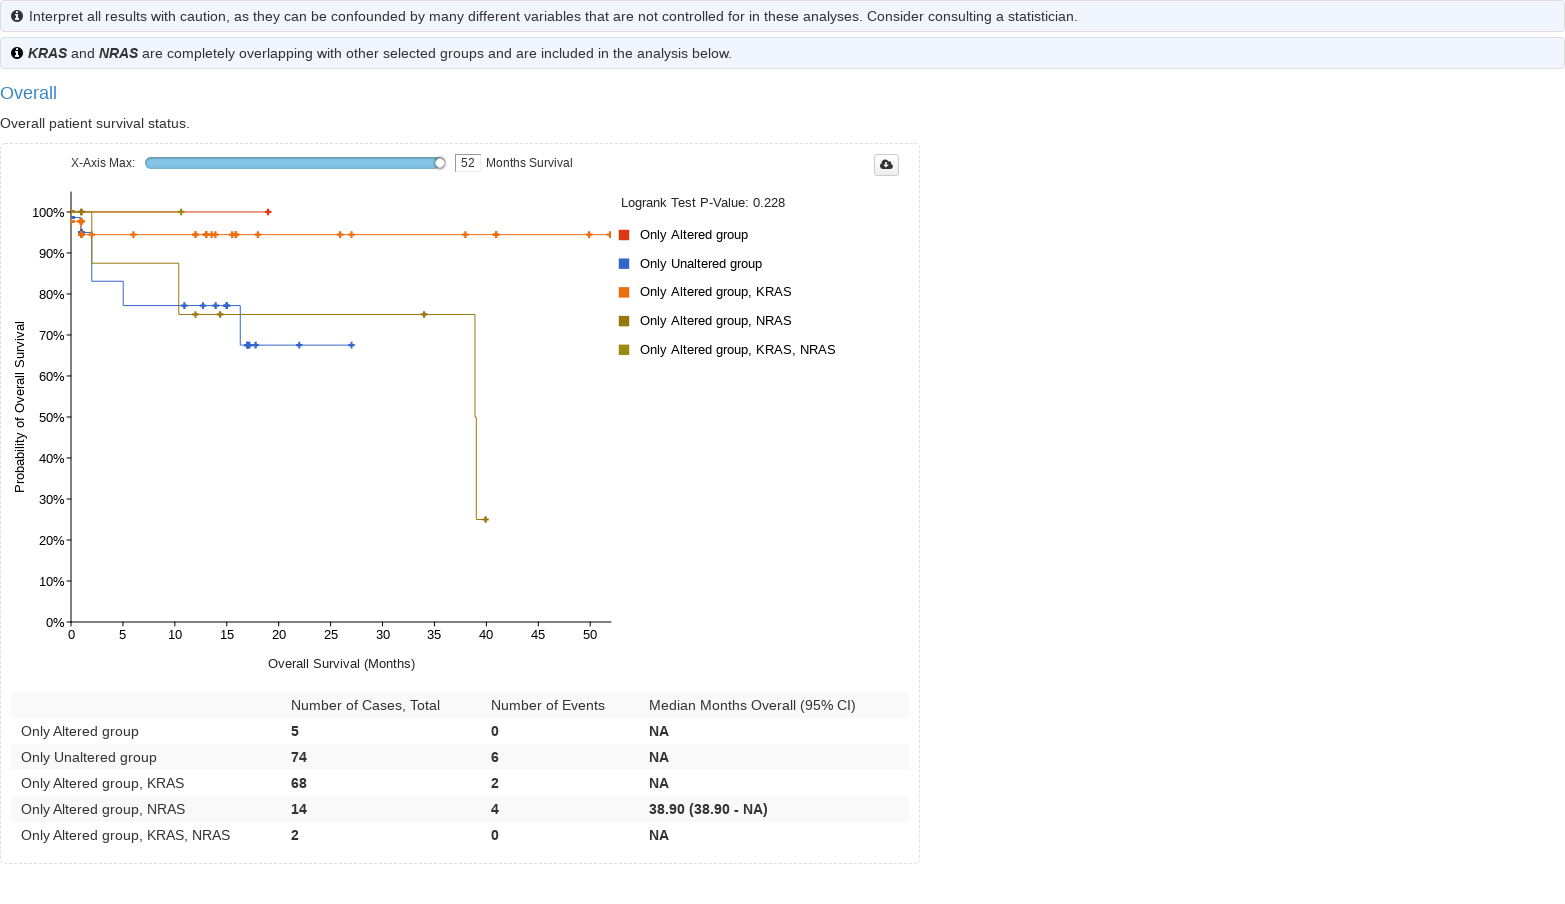 Interpret all results with caution, as they can be confounded by many different variables that are not controlled for in these analyses. Consider consulting a statistician.
KRAS and NRAS are completely overlapping with other selected groups and are included in the analysis below.
Overall
Overall patient survival status.
X-Axis Max: 52 Months Survival
Logrank Test P-Value: 0.228
Only Altered group
Only Unaltered group
Only Altered group, KRAS
Only Altered group, NRAS
Only Altered group, KRAS, NRAS
Probability of Overall Survival
100%
90%
80%
70%
60%
50%
40%
30%
20%
10%
0%
0 5 10 15 20 25 30 35 40 45 50
Overall Survival (Months)
Number of Cases, Total Number of Events Median Months Overall (95% CI)
Only Altered group 5 0 NA
Only Unaltered group 74 6 NA
Only Altered group, KRAS 68 2 NA
Only Altered group, NRAS 14 4 38.90 (38.90 - NA)
Only Altered group, KRAS, NRAS 2 0 NA